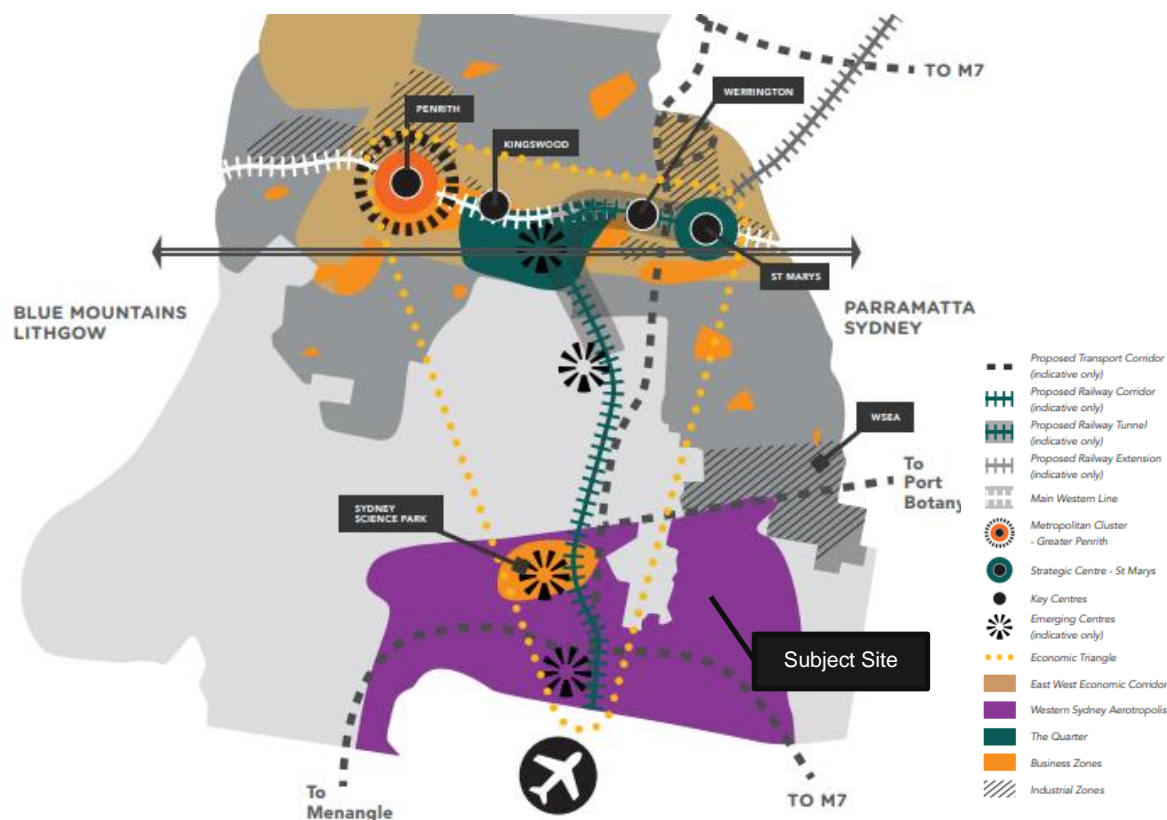 TO M7
WERRINGTON
PENRITH
KINGSWOOD
ST MARYS
BLUE MOUNTAINS
LITHGOW
PARRAMATTA
SYDNEY
WSEA
To
Port
Botany
SYDNEY
SCIENCE PARK
Subject Site
To
Menangle
TO M7
Proposed Transport Corridor
(indicative only)
Proposed Railway Corridor
(indicative only)
Proposed Railway Tunnel
(indicative only)
Proposed Railway Extension
(indicative only)
Main Western Line
Metropolitan Cluster
- Greater Penrith
Strategic Centre - St Marys
Key Centres
Emerging Centres
(indicative only)
Economic Triangle
East West Economic Corridor
Western Sydney Aerotropolis
The Quarter
Business Zones
Industrial Zones